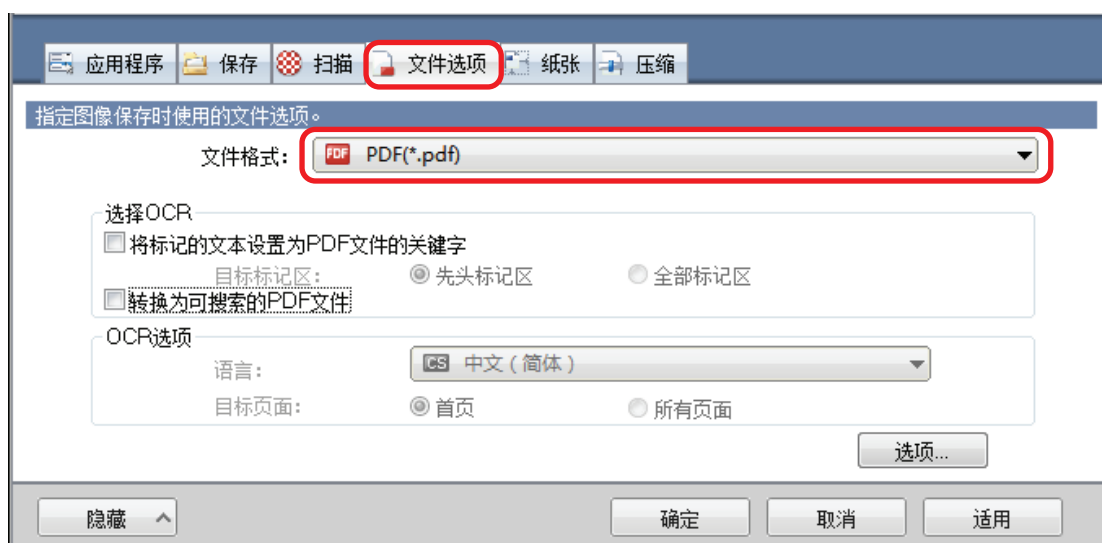 应用程序 保存 扫描 文件选项 纸张 压缩
指定图像保存时使用的文件选项。
文件格式: PDF PDF(*.pdf)
选择OCR
将标记的文本设置为PDF文件的关键字
目标标记区: 先头标记区 全部标记区
转换为可搜索的PDF文件
OCR选项
语言: CS 中文(简体)
目标页面: 首页 所有页面
选项...
隐藏 确定 取消 适用